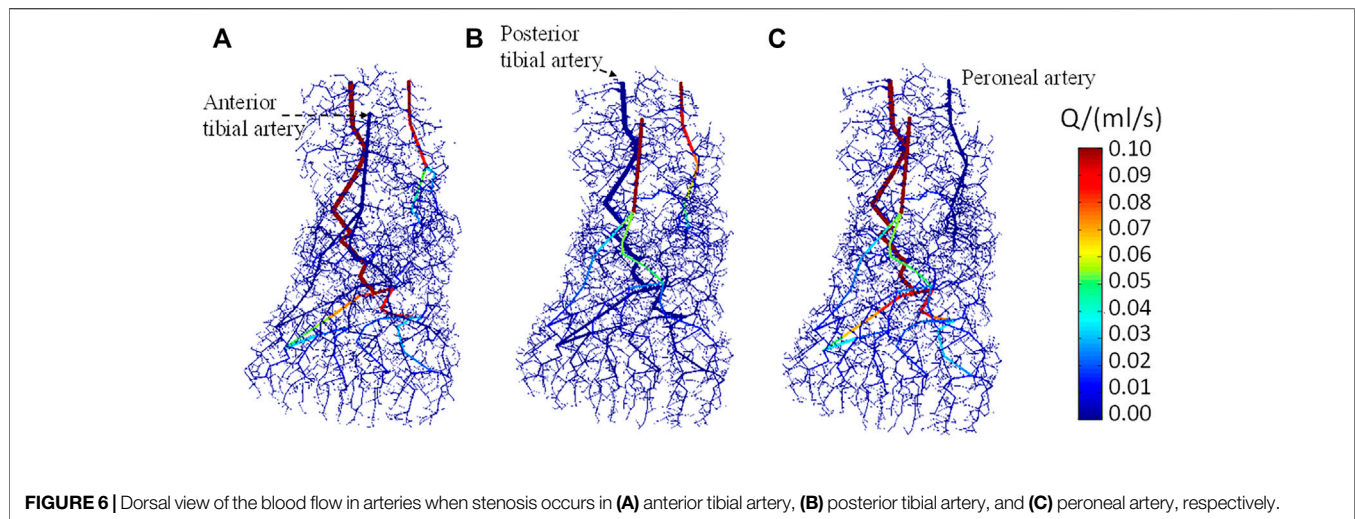 A
B
C
Posterior
tibial artery
Anterior
tibial artery
Peroneal artery
Q/(ml/s)
0.10
0.09
0.08
0.07
0.06
0.05
0.04
0.03
0.02
0.01
0.00
FIGURE 6 | Dorsal view of the blood flow in arteries when stenosis occurs in (A) anterior tibial artery, (B) posterior tibial artery, and (C) peroneal artery, respectively.